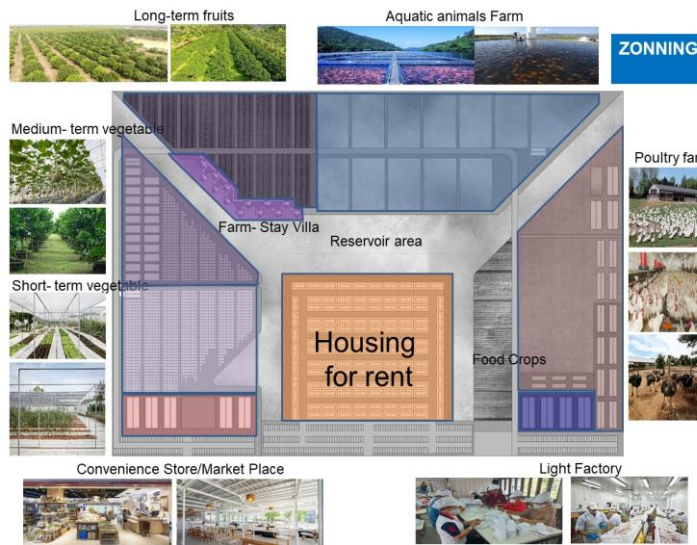 Long-term fruits
Aquatic animals Farm
ZONNING
Medium- term vegetable
Poultry far
Farm- Stay Villa
Reservoir area
Short- term vegetable
Housing
for rent
Food Crops
Convenience Store/Market Place
Light Factory